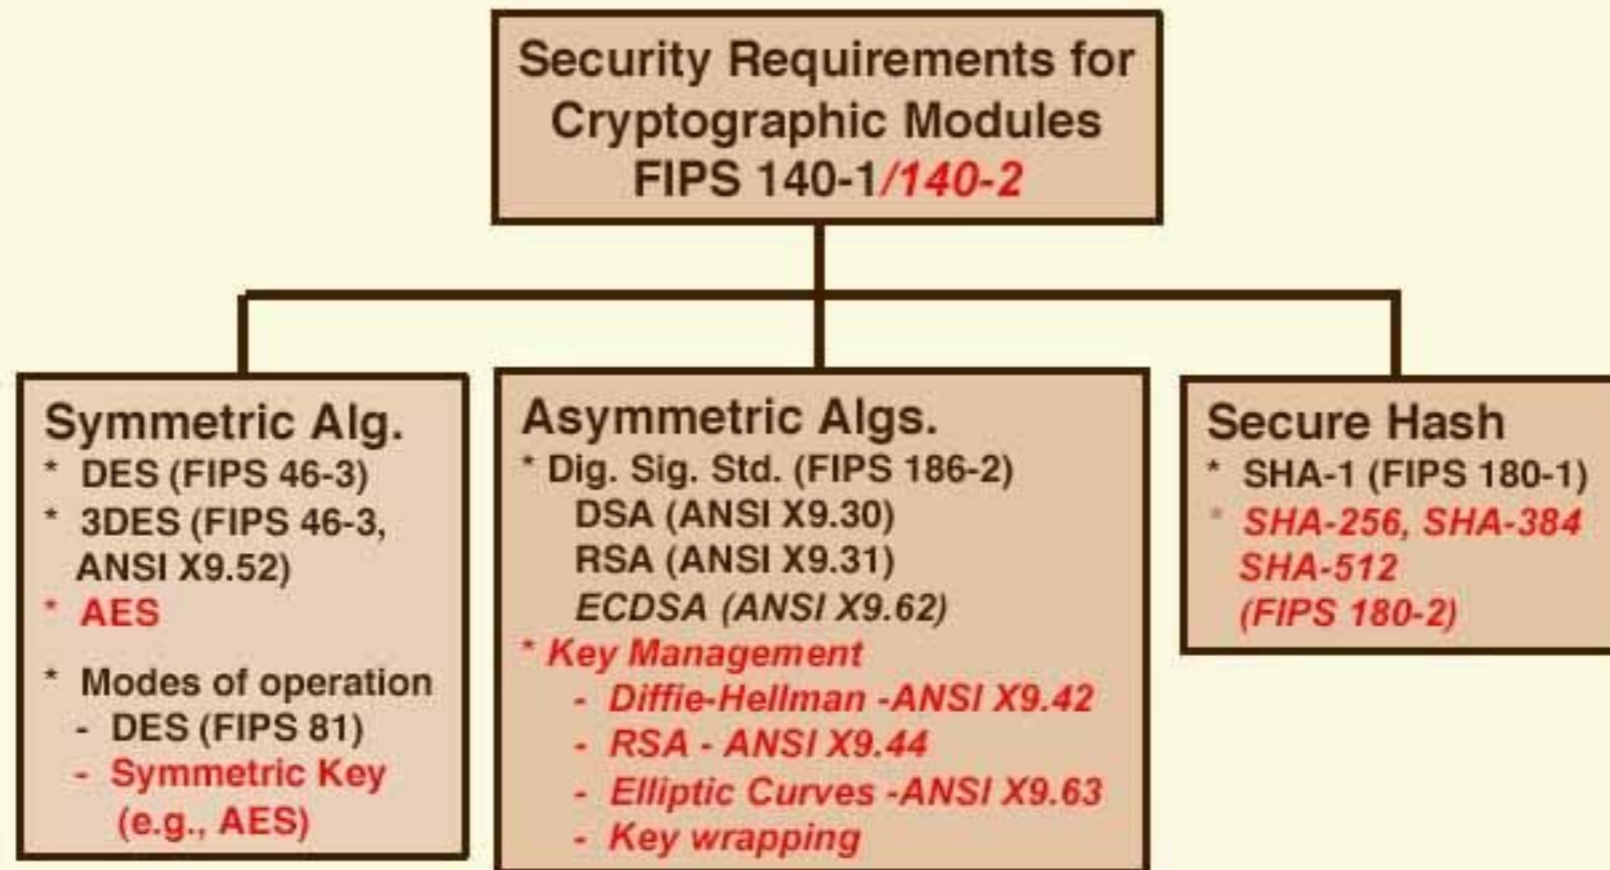 Security Requirements for
Cryptographic Modules
FIPS 140-1/140-2
Symmetric Alg.
* DES (FIPS 46-3)
* 3DES (FIPS 46-3,
ANSI X9.52)
* AES
* Modes of operation
- DES (FIPS 81)
- Symmetric Key
(e.g., AES)
Asymmetric Algs.
* Dig. Sig. Std. (FIPS 186-2)
DSA (ANSI X9.30)
RSA (ANSI X9.31)
ECDSA (ANSI X9.62)
* Key Management
- Diffie-Hellman -ANSI X9.42
- RSA - ANSI X9.44
- Elliptic Curves -ANSI X9.63
- Key wrapping
Secure Hash
* SHA-1 (FIPS 180-1)
* SHA-256, SHA-384
SHA-512
(FIPS 180-2)